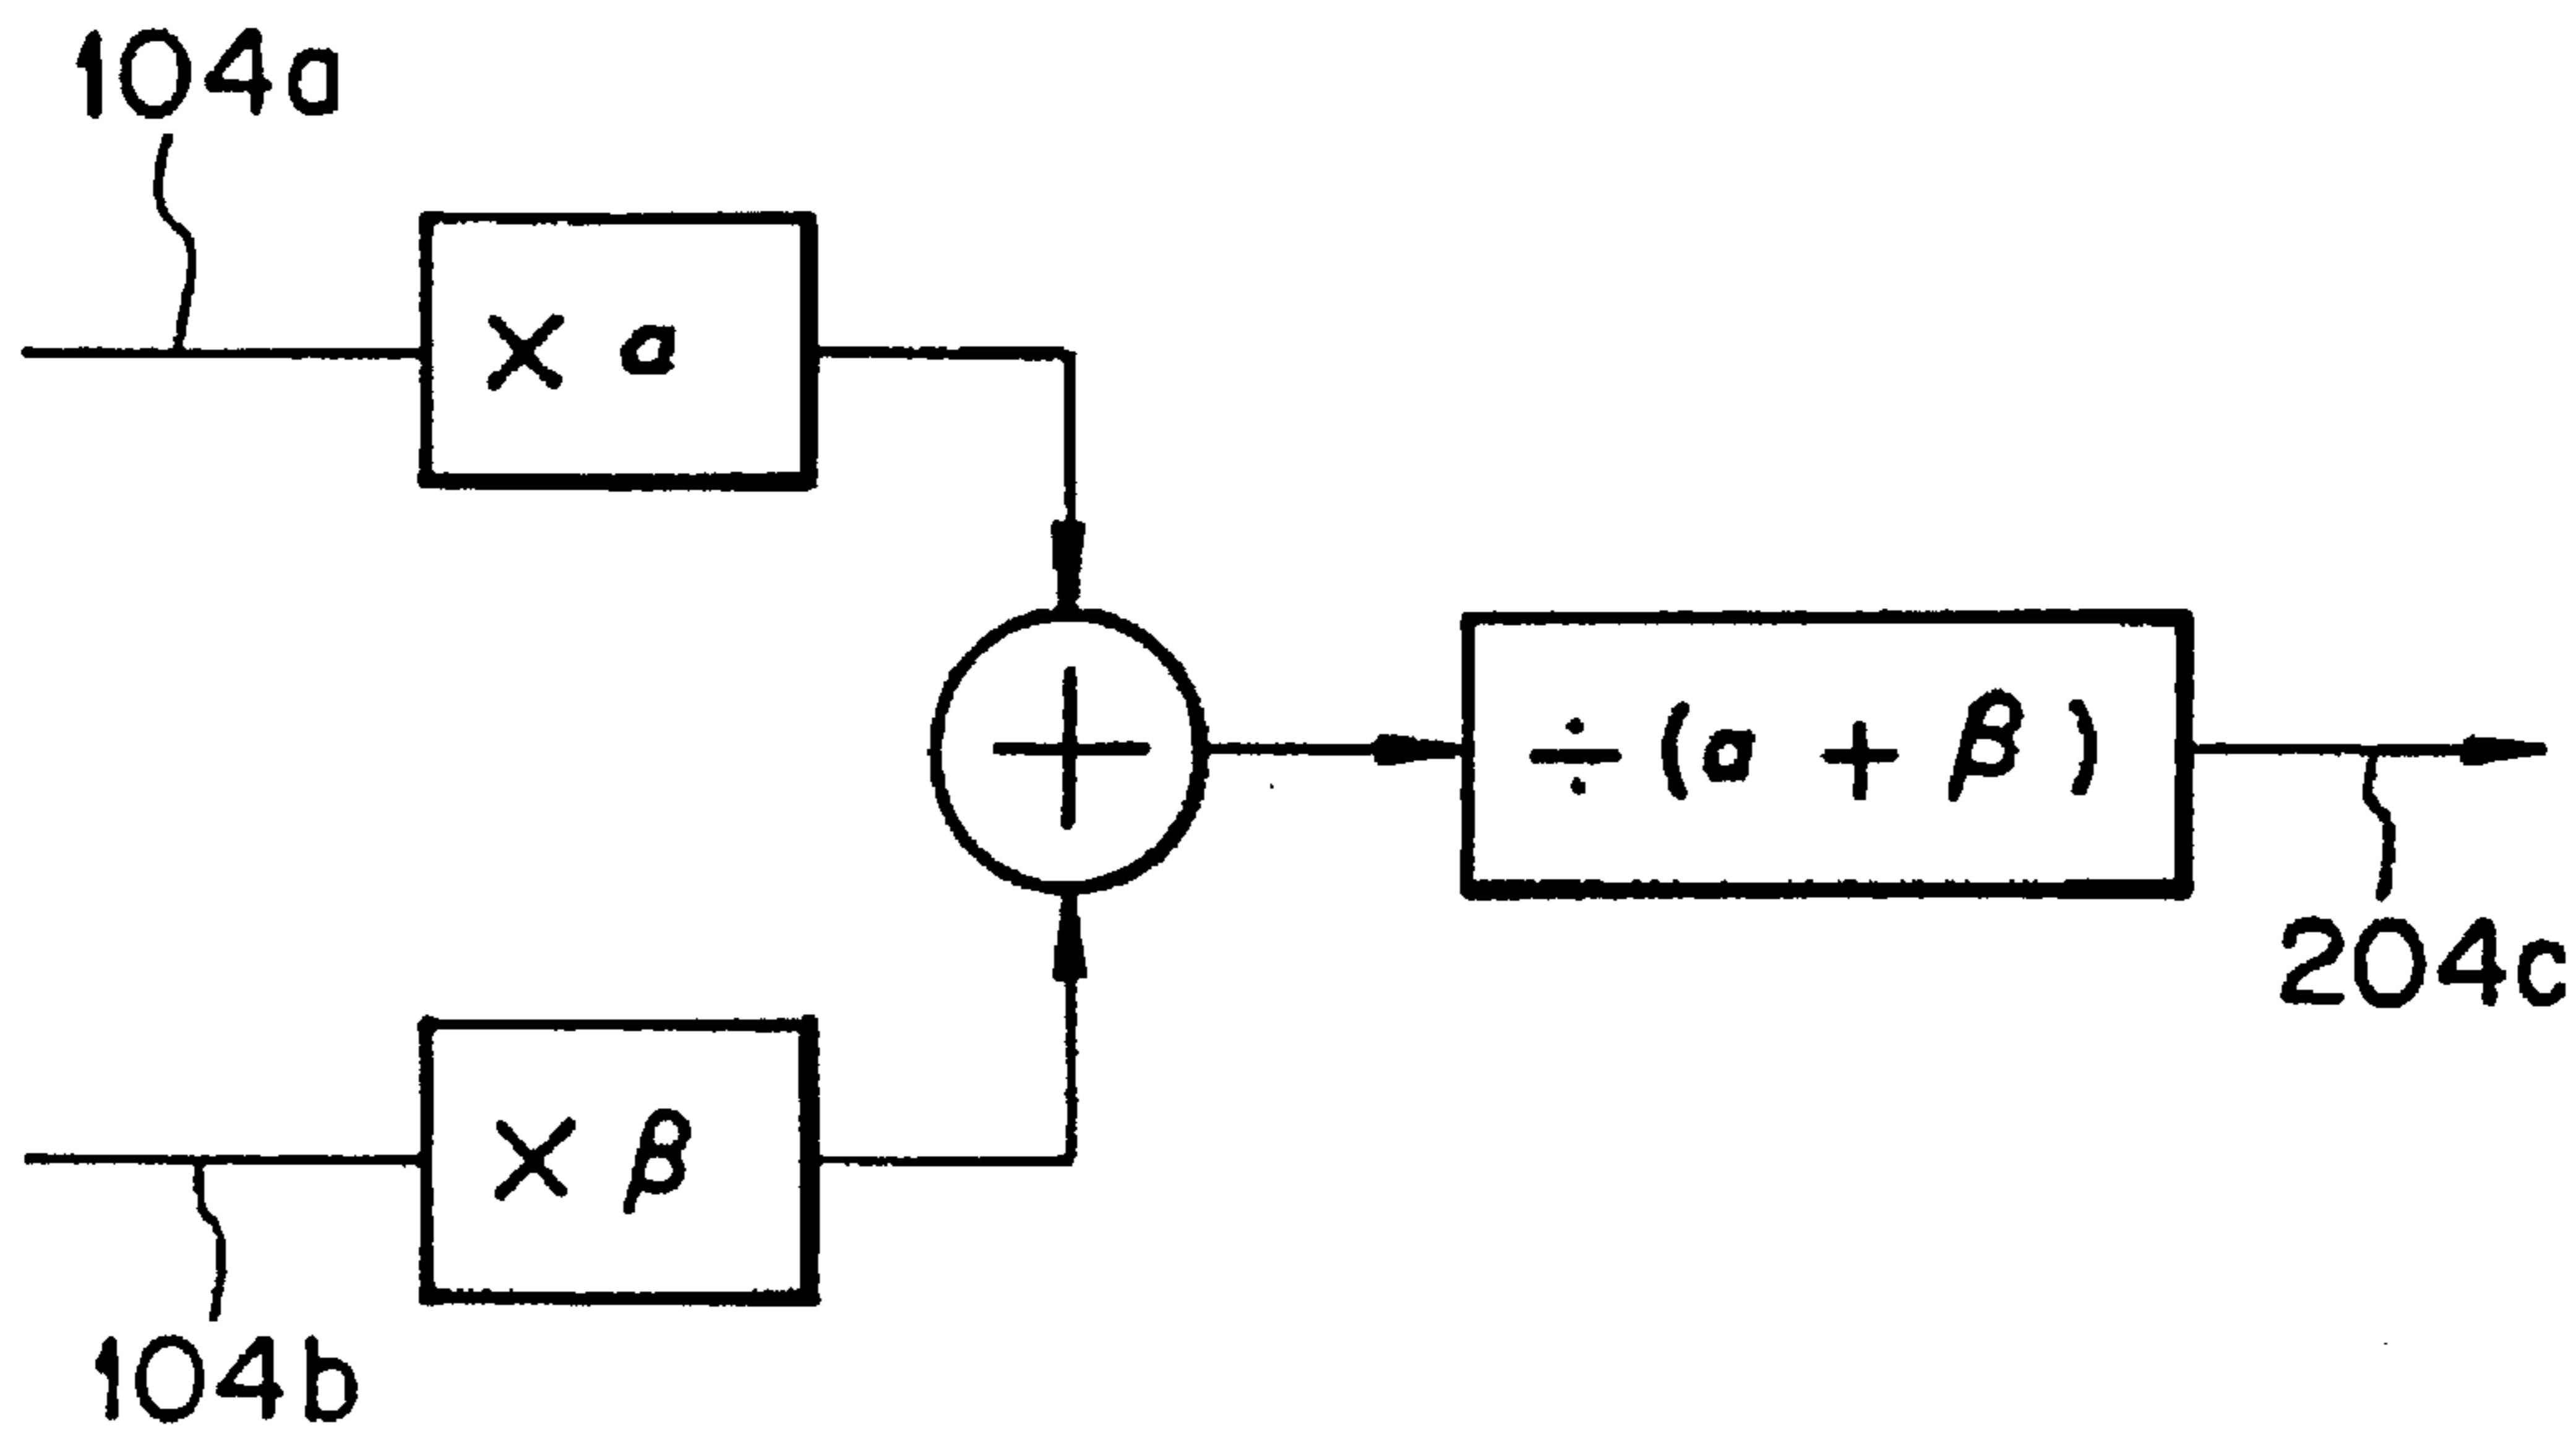 104a
× α
+
÷ (α + β)
204c
× β
104b